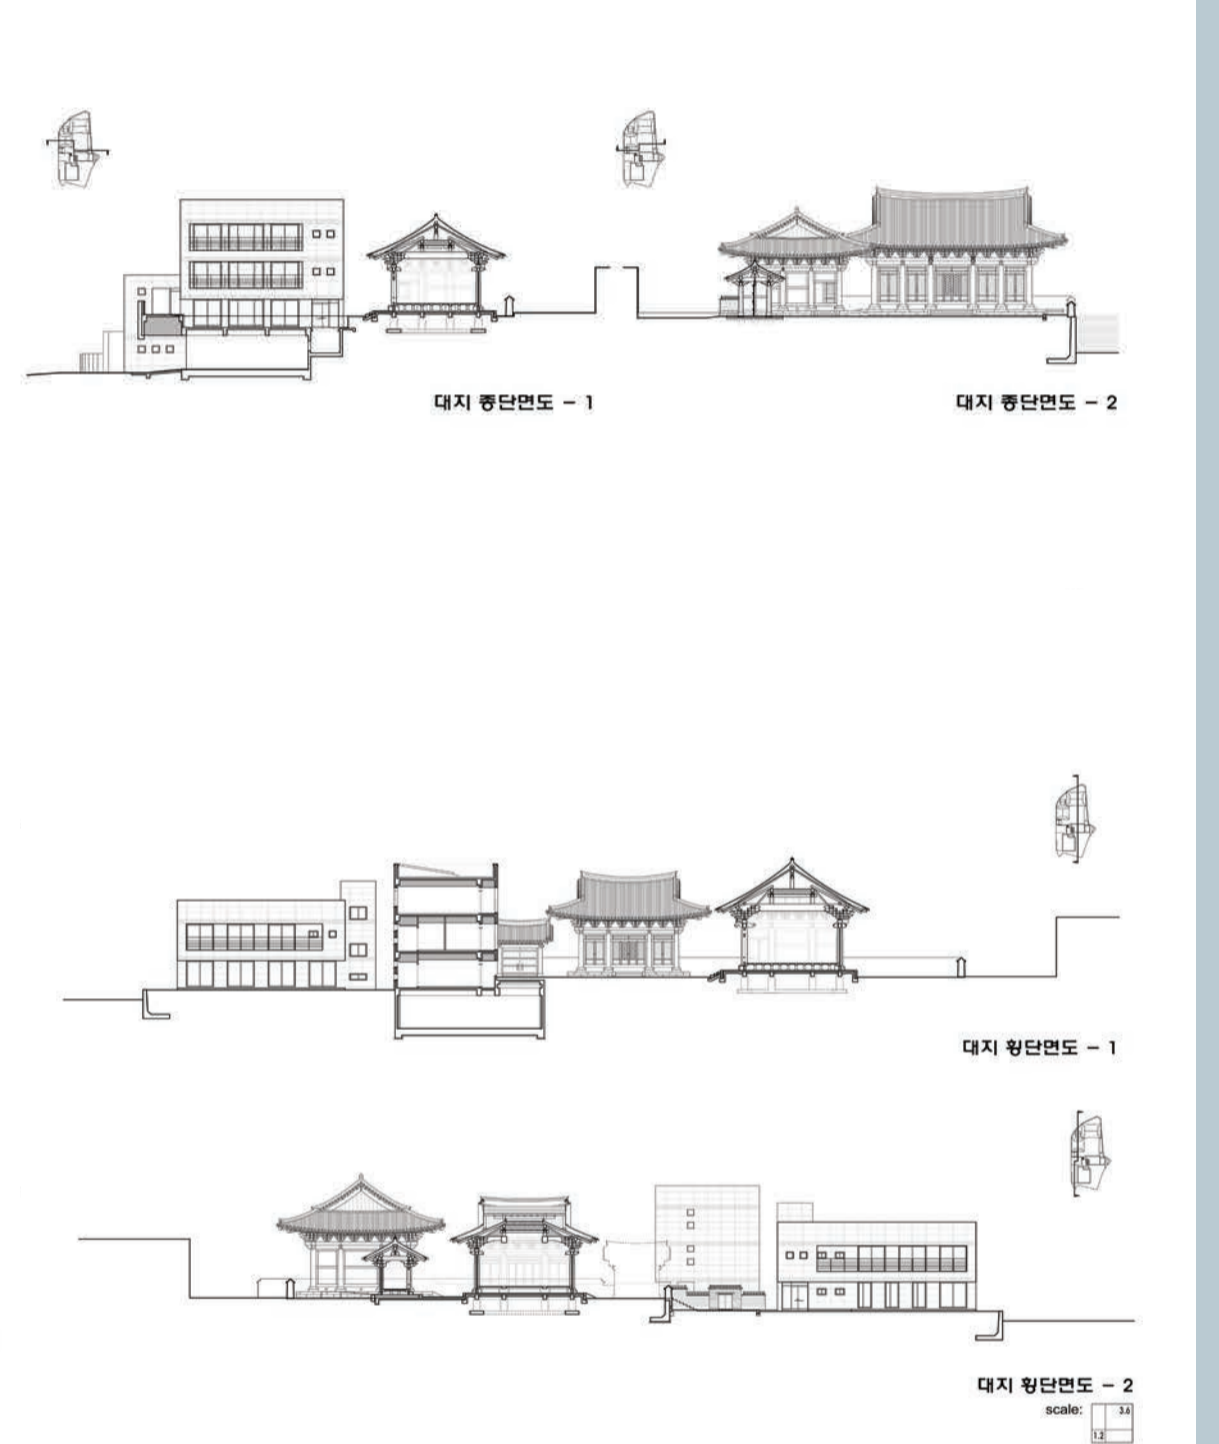 대지 종단면도 – 1
대지 종단면도 – 2
대지 횡단면도 – 1
대지 횡단면도 – 2
scale:
3.6
1.2